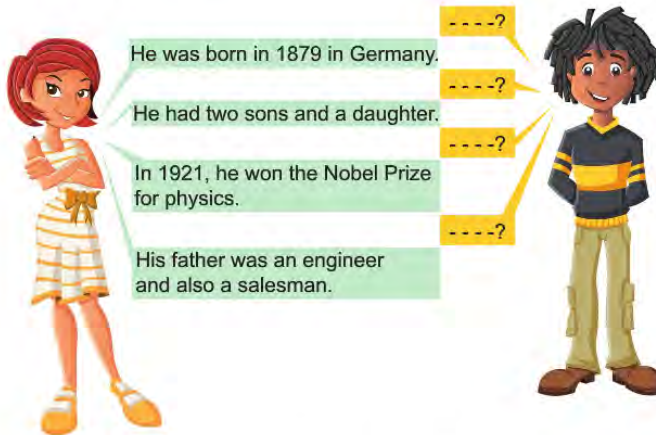 - - - -?
He was born in 1879 in Germany.
- - - -?
He had two sons and a daughter.
- - - -?
In 1921, he won the Nobel Prize
for physics.
- - - -?
His father was an engineer
and also a salesman.